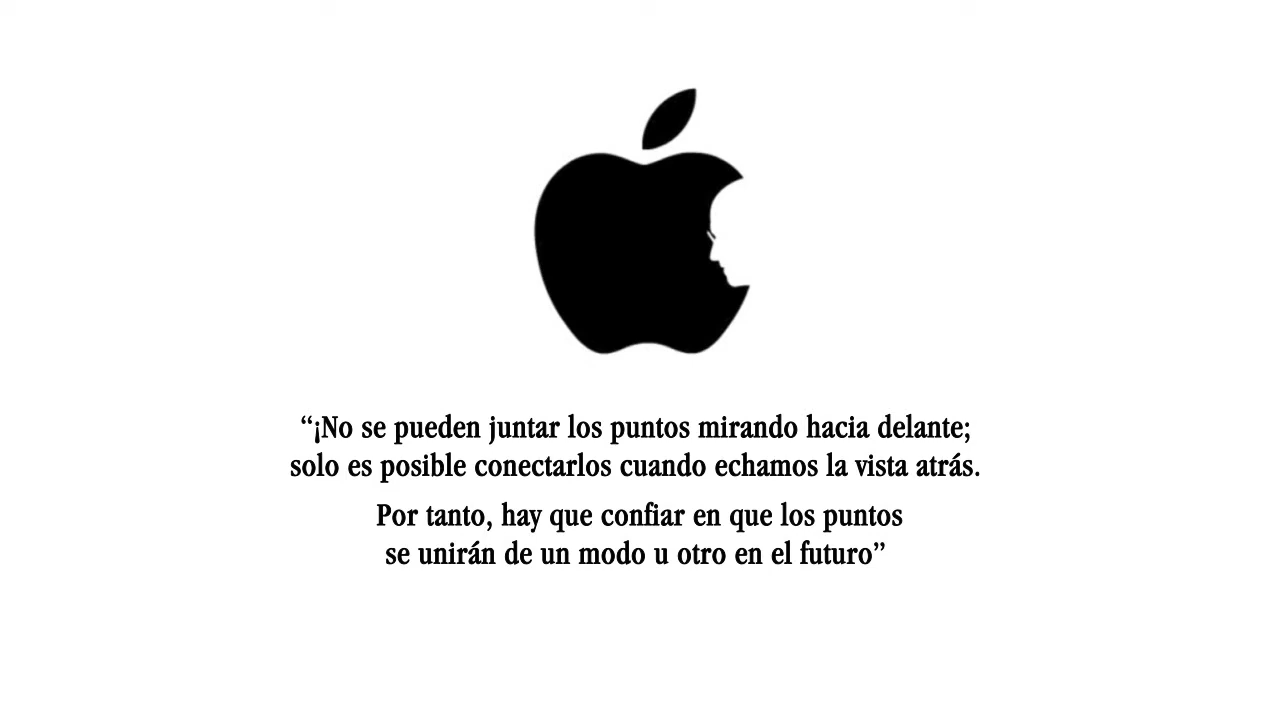 “¡No se pueden juntar los puntos mirando hacia delante;
solo es posible conectarlos cuando echamos la vista atrás.
Por tanto, hay que confiar en que los puntos
se unirán de un modo u otro en el futuro”